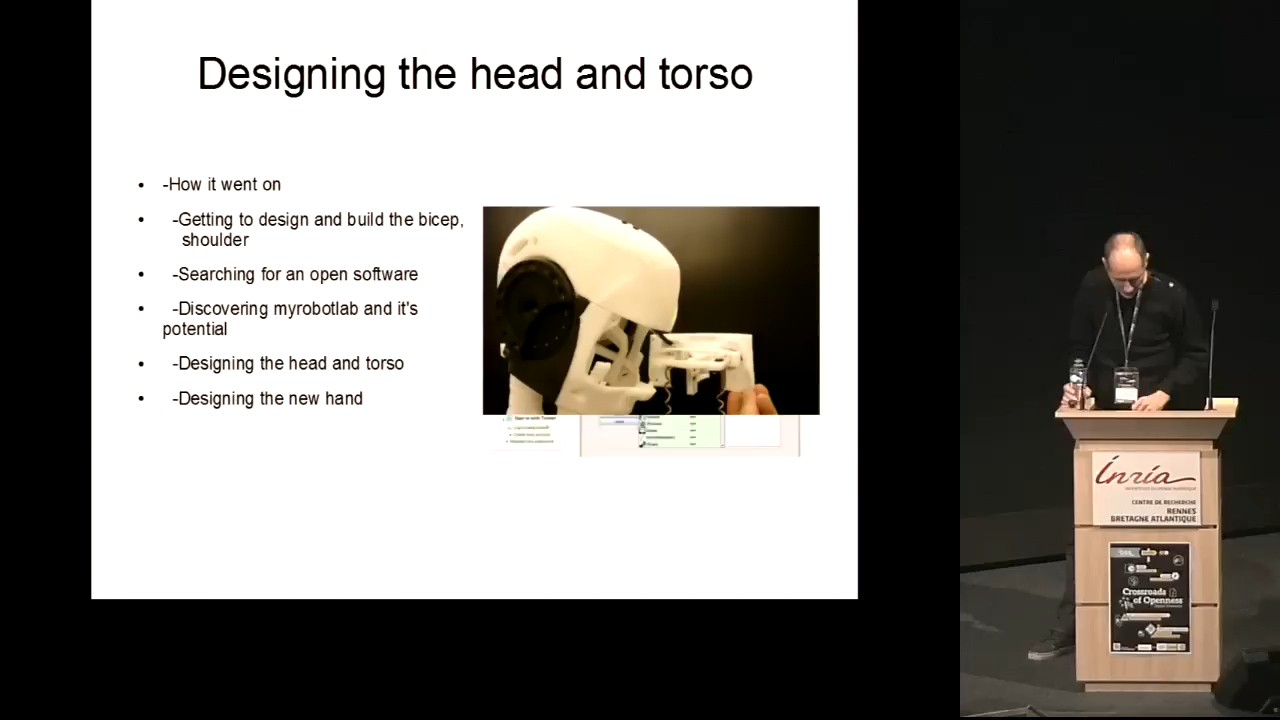 Designing the head and torso
• -How it went on
• -Getting to design and build the bicep,
shoulder
• -Searching for an open software
• -Discovering myrobotlab and it's
potential
• -Designing the head and torso
• -Designing the new hand
Inria
CENTRE DE RECHERCHE
RENNES
BRETAGNE ATLANTIQUE
Crossroads
of Openness